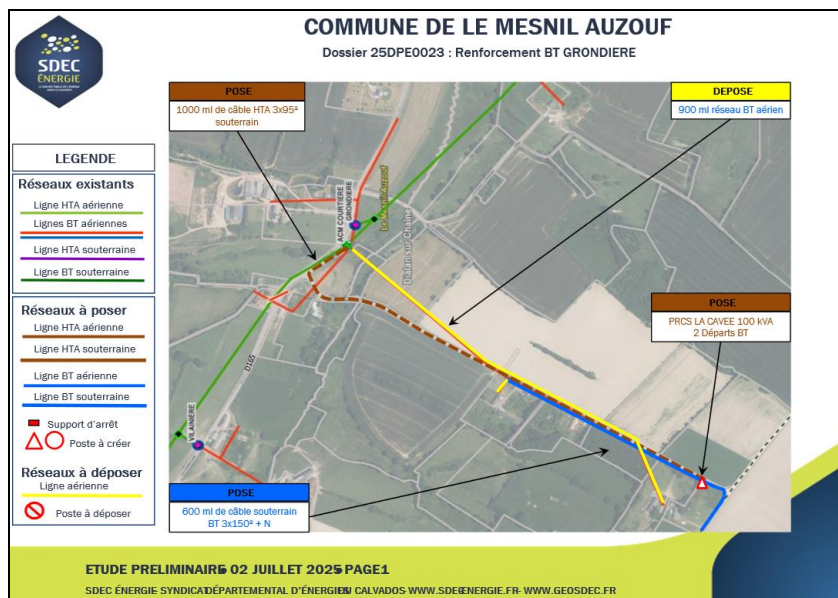 COMMUNE DE LE MESNIL AUZOUF
Dossier 25DPE0023 : Renforcement BT GRONDIERE
SDEC
ÉNERGIE
POSE
1000 ml de câble HTA 3x95²
souterrain
DEPOSE
900 ml réseau BT aérien
LEGENDE
Réseaux existants
Ligne HTA aérienne
Lignes BT aériennes
Ligne HTA souterraine
Ligne BT souterraine
Réseaux à poser
Ligne HTA aérienne
Ligne HTA souterraine
Ligne BT aérienne
Ligne BT souterraine
Support d'arrêt
Poste à créer
Réseaux à déposer
Ligne aérienne
Poste à déposer
ACM COURTIERE
GRONDIERE
Le Mesnil-Auzouf
Dialan sur Chaîne
D165
VILAINIERE
POSE
PRCS LA CAVEE 100 kVA
2 Départs BT
POSE
600 ml de câble souterrain
BT 3x150² + N
ETUDE PRELIMINAIRE 02 JUILLET 2025 PAGE1
SDEC ÉNERGIE SYNDICAT DÉPARTEMENTAL D'ÉNERGIES DU CALVADOS WWW.SDEC-ENERGIE.FR- WWW.GEOSDEC.FR